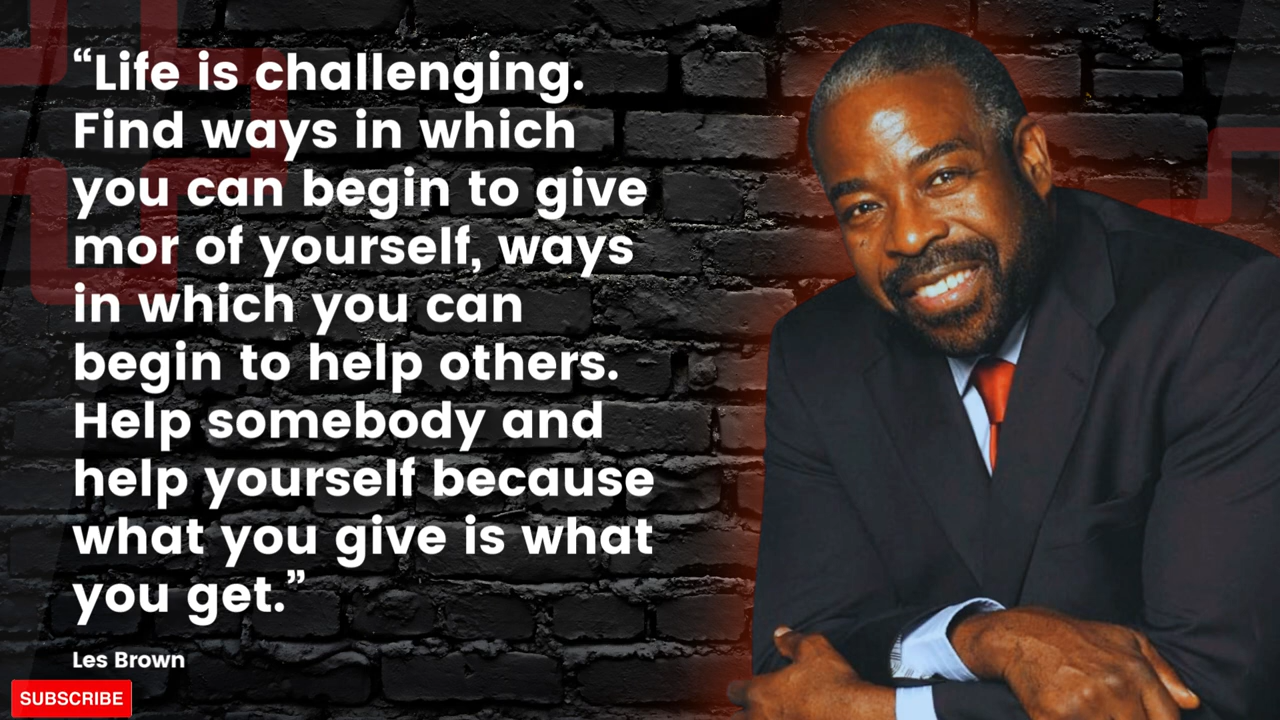 “Life is challenging.
Find ways in which
you can begin to give
mor of yourself, ways
in which you can
begin to help others.
Help somebody and
help yourself because
what you give is what
you get.”
Les Brown
SUBSCRIBE